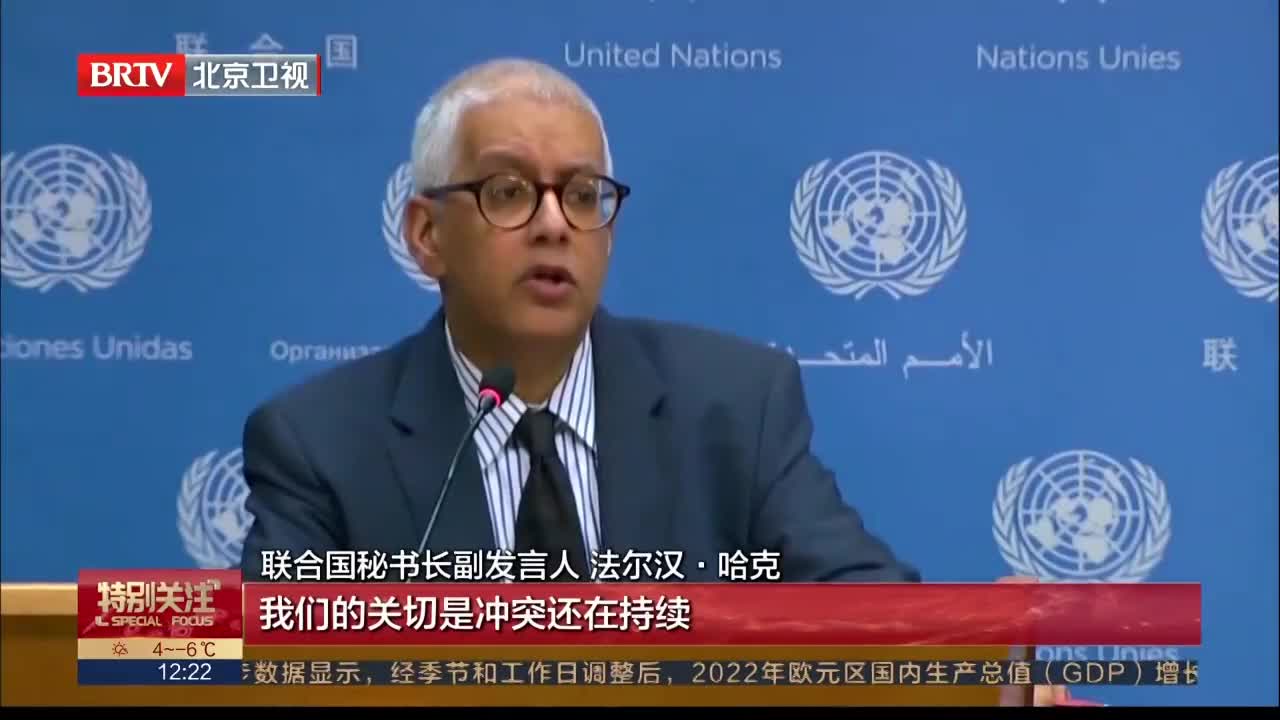 联 合 国
United Nations
Nations Unies
BRTV 北京卫视
ciones Unidas
Организа
الأمم المتحدة
联
联合国秘书长副发言人 法尔汉·哈克
特别关注
SPECIAL FOCUS
我们的关切是冲突还在持续
4~-6℃
ons Unies
12:22
数据显示，经季节和工作日调整后，2022年欧元区国内生产总值（GDP）增长